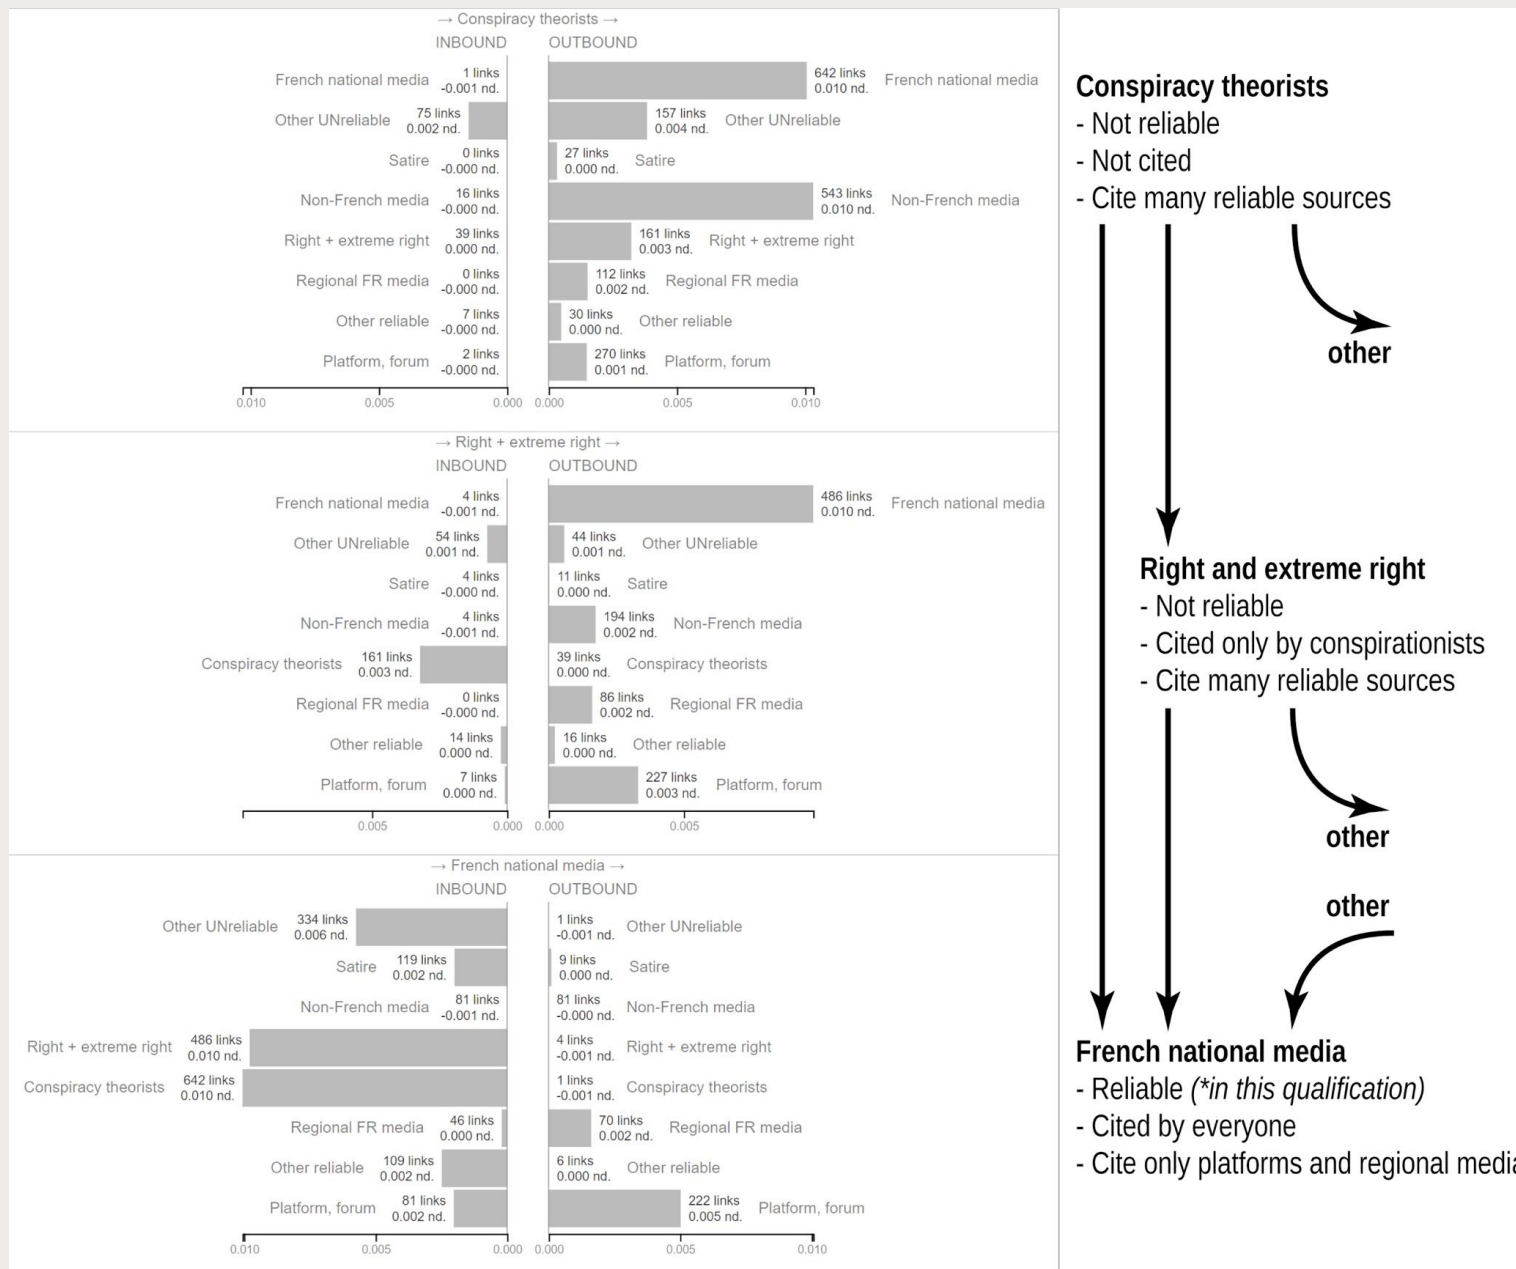 → Conspiracy theorists →
INBOUND OUTBOUND
French national media 1 links -0.001 nd. 642 links 0.010 nd. French national media
Other UNreliable 75 links 0.002 nd. 157 links 0.004 nd. Other UNreliable
Satire 0 links -0.000 nd. 27 links 0.000 nd. Satire
Non-French media 16 links -0.000 nd. 543 links 0.010 nd. Non-French media
Right + extreme right 39 links 0.000 nd. 161 links 0.003 nd. Right + extreme right
Regional FR media 0 links -0.000 nd. 112 links 0.002 nd. Regional FR media
Other reliable 7 links -0.000 nd. 30 links 0.000 nd. Other reliable
Platform, forum 2 links -0.000 nd. 270 links 0.001 nd. Platform, forum
0.010 0.005 0.000 0.000 0.005 0.010
→ Right + extreme right →
INBOUND OUTBOUND
French national media 4 links -0.001 nd. 486 links 0.010 nd. French national media
Other UNreliable 54 links 0.001 nd. 44 links 0.001 nd. Other UNreliable
Satire 4 links -0.000 nd. 11 links 0.000 nd. Satire
Non-French media 4 links -0.001 nd. 194 links 0.002 nd. Non-French media
Conspiracy theorists 161 links 0.003 nd. 39 links 0.000 nd. Conspiracy theorists
Regional FR media 0 links -0.000 nd. 86 links 0.002 nd. Regional FR media
Other reliable 14 links 0.000 nd. 16 links 0.000 nd. Other reliable
Platform, forum 7 links 0.000 nd. 227 links 0.003 nd. Platform, forum
0.005 0.000 0.000 0.005
→ French national media →
INBOUND OUTBOUND
Other UNreliable 334 links 0.006 nd. 1 links -0.001 nd. Other UNreliable
Satire 119 links 0.002 nd. 9 links 0.000 nd. Satire
Non-French media 81 links -0.001 nd. 81 links -0.000 nd. Non-French media
Right + extreme right 486 links 0.010 nd. 4 links -0.001 nd. Right + extreme right
Conspiracy theorists 642 links 0.010 nd. 1 links -0.001 nd. Conspiracy theorists
Regional FR media 46 links 0.000 nd. 70 links 0.002 nd. Regional FR media
Other reliable 109 links 0.002 nd. 6 links 0.000 nd. Other reliable
Platform, forum 81 links 0.002 nd. 222 links 0.005 nd. Platform, forum
0.010 0.005 0.000 0.000 0.005 0.010
Conspiracy theorists
- Not reliable
- Not cited
- Cite many reliable sources
other
Right and extreme right
- Not reliable
- Cited only by conspirationists
- Cite many reliable sources
other
other
French national media
- Reliable (*in this qualification)
- Cited by everyone
- Cite only platforms and regional media